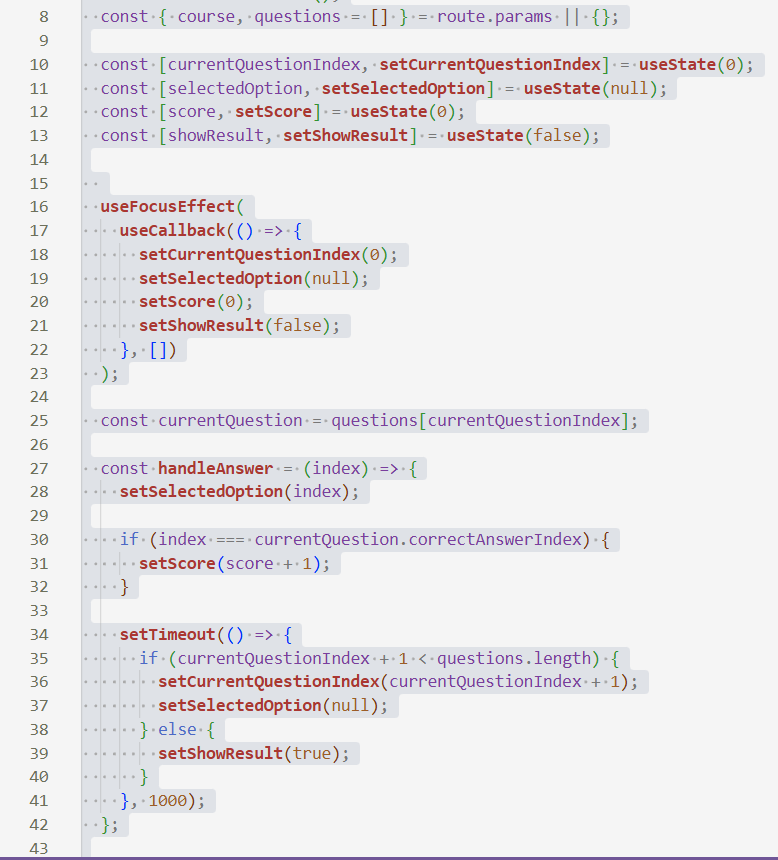 8   const { course, questions = [] } = route.params || {};
9
10   const [currentQuestionIndex, setCurrentQuestionIndex] = useState(0);
11   const [selectedOption, setSelectedOption] = useState(null);
12   const [score, setScore] = useState(0);
13   const [showResult, setShowResult] = useState(false);
14
15
16   useFocusEffect(
17     useCallback(() => {
18       setCurrentQuestionIndex(0);
19       setSelectedOption(null);
20       setScore(0);
21       setShowResult(false);
22     }, [])
23   );
24
25   const currentQuestion = questions[currentQuestionIndex];
26
27   const handleAnswer = (index) => {
28     setSelectedOption(index);
29
30     if (index === currentQuestion.correctAnswerIndex) {
31       setScore(score + 1);
32     }
33
34     setTimeout(() => {
35       if (currentQuestionIndex + 1 < questions.length) {
36         setCurrentQuestionIndex(currentQuestionIndex + 1);
37         setSelectedOption(null);
38       } else {
39         setShowResult(true);
40       }
41     }, 1000);
42   };
43